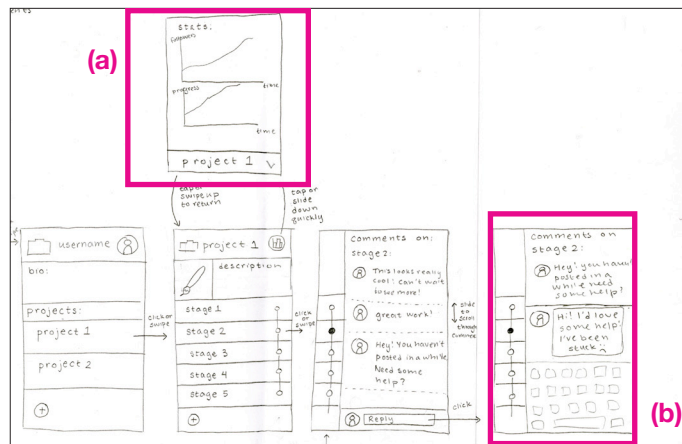 (a)
stats:
followers
time
progress
time
project 1
tap or
swipe up
to return
tap or
slide
down
quickly
username
bio:
projects:
project 1
project 2
click or
swipe
project 1
description
stage 1
stage 2
stage 3
stage 4
stage 5
click
or
swipe
comments on:
stage 2:
This looks really
cool! Can't wait
to see more!
great work!
Hey! You haven't
posted in a while.
Need some
help?
Reply
slide
to
scroll
through
click
comments on
stage 2:
Hey! you haven't
posted in a
while need
some help?
Hi! I'd love
some help!
I've been
stuck
(b)